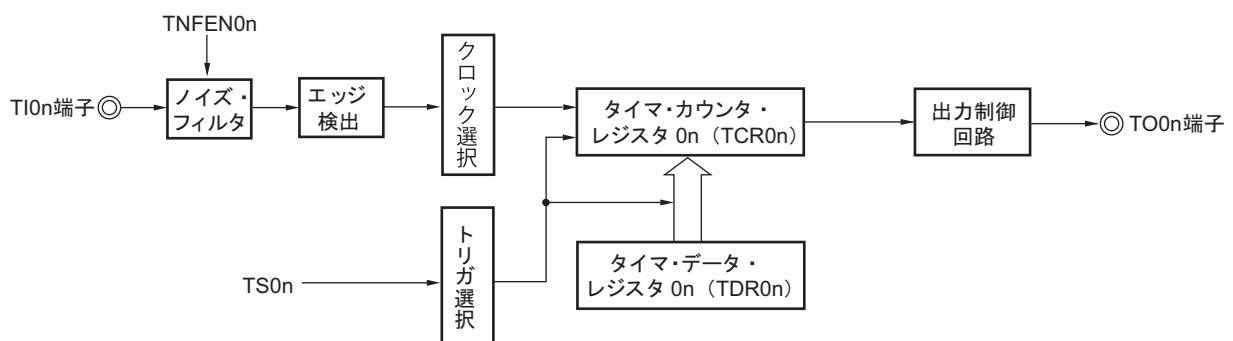 TNFEN0n
TI0n端子
ノイズ・
フィルタ
エッジ
検出
クロック選択
タイマ・カウンタ・
レジスタ 0n（TCR0n）
出力制御
回路
TO0n端子
TS0n
トリガ選択
タイマ・データ・
レジスタ 0n（TDR0n）